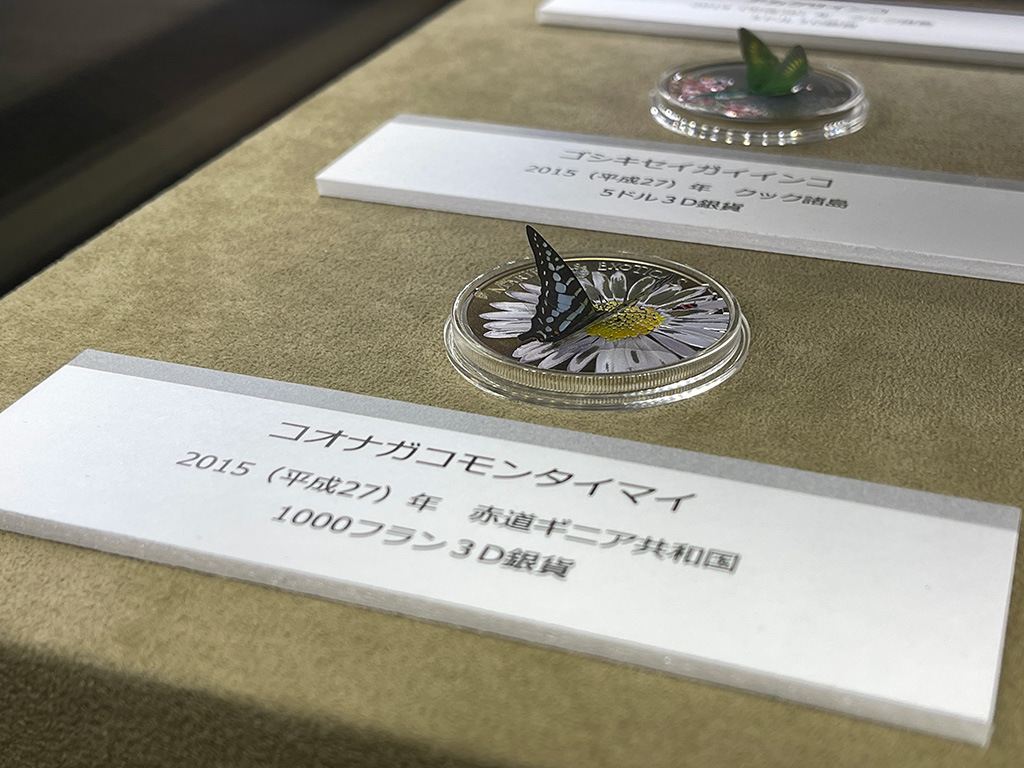 ゴシキセイガイインコ
2015（平成27）年　クック諸島
5ドル3D銀貨
EXOTIC
コオナガコモンタイマイ
2015（平成27）年　赤道ギニア共和国
1000フラン3D銀貨